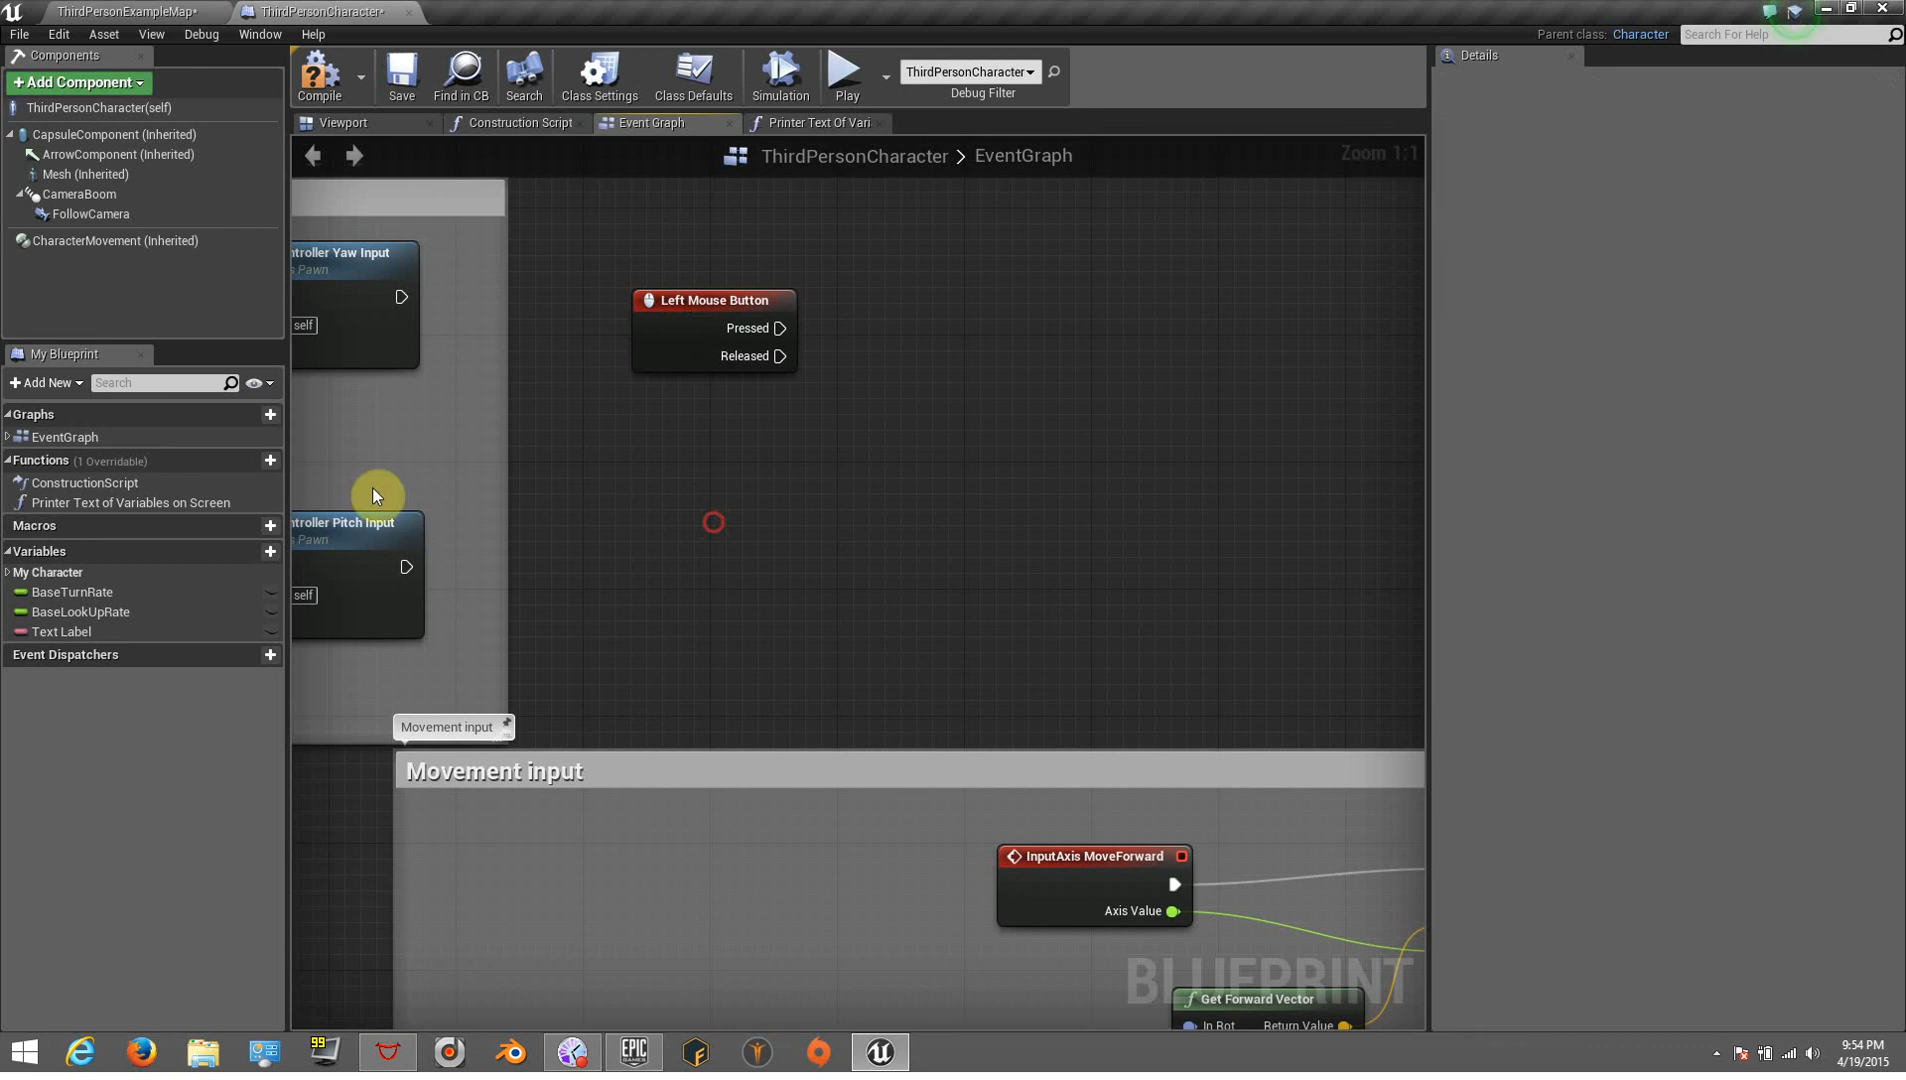 ThirdPersonExampleMap*
ThirdPersonCharacter*
File Edit Asset View Debug Window Help
Parent class: Character
Search For Help
Components
+Add Component
ThirdPersonCharacter(self)
CapsuleComponent (Inherited)
ArrowComponent (Inherited)
Mesh (Inherited)
CameraBoom
FollowCamera
CharacterMovement (Inherited)
Compile
Save
Find in CB
Search
Class Settings
Class Defaults
Simulation
Play
ThirdPersonCharacter
Debug Filter
Details
Viewport
Construction Script
Event Graph
Printer Text Of Vari
ThirdPersonCharacter > EventGraph
Zoom 1:1
My Blueprint
+Add New
Search
Graphs
EventGraph
Functions (1 Overridable)
ConstructionScript
Printer Text of Variables on Screen
Macros
Variables
My Character
BaseTurnRate
BaseLookUpRate
Text Label
Event Dispatchers
ntroller Yaw Input
s Pawn
self
Left Mouse Button
Pressed
Released
ntroller Pitch Input
s Pawn
self
Movement input
Movement input
InputAxis MoveForward
Axis Value
BLUEPRINT
f Get Forward Vector
In Rot Return Value
99
EPIC
GAMES
9:54 PM
4/19/2015